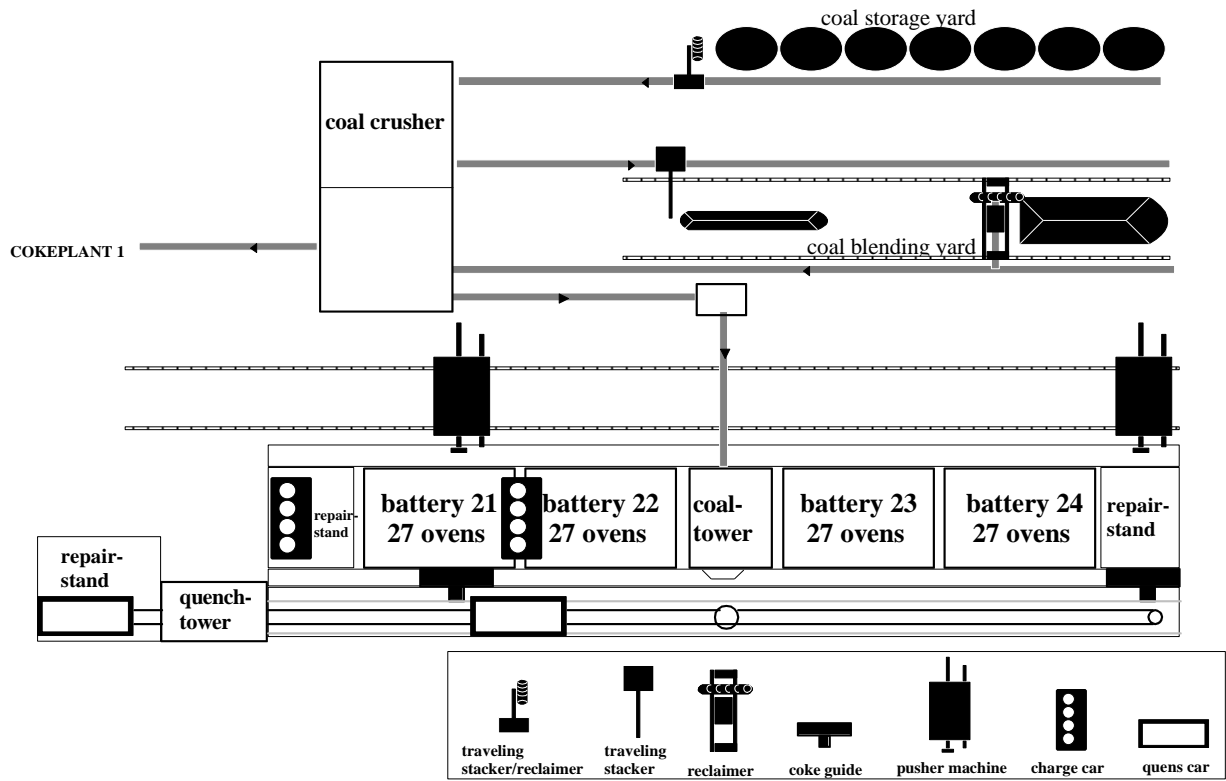 coal storage yard
coal crusher
COKEPLANT 1
coal blending yard
battery 21
27 ovens
battery 22
27 ovens
coal-
tower
battery 23
27 ovens
battery 24
27 ovens
repair-
stand
repair-
stand
repair-
stand
quench-
tower
traveling
stacker/reclaimer
traveling
stacker
reclaimer
coke guide
pusher machine
charge car
quens car